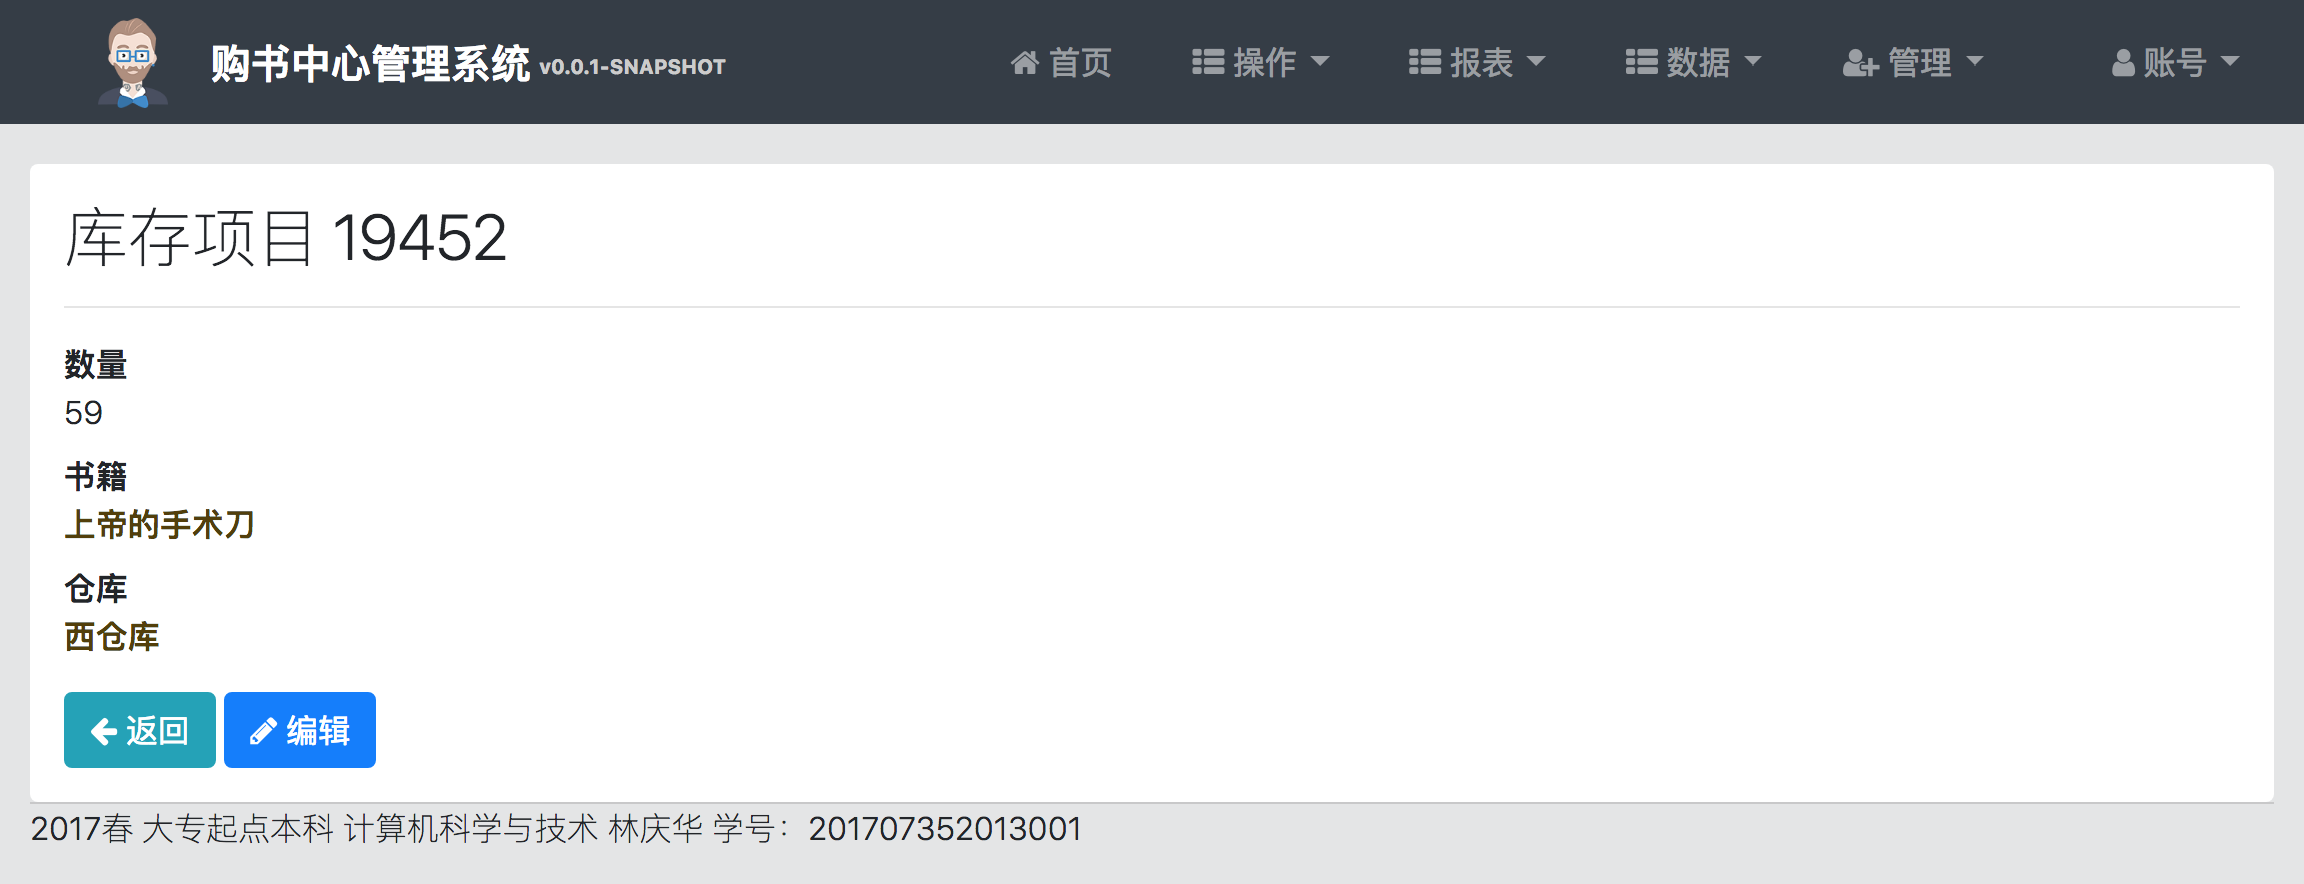 购书中心管理系统 v0.0.1-SNAPSHOT 首页 操作 报表 数据 管理 账号
库存项目 19452
数量
59
书籍
上帝的手术刀
仓库
西仓库
返回 编辑
2017春 大专起点本科 计算机科学与技术 林庆华 学号：201707352013001